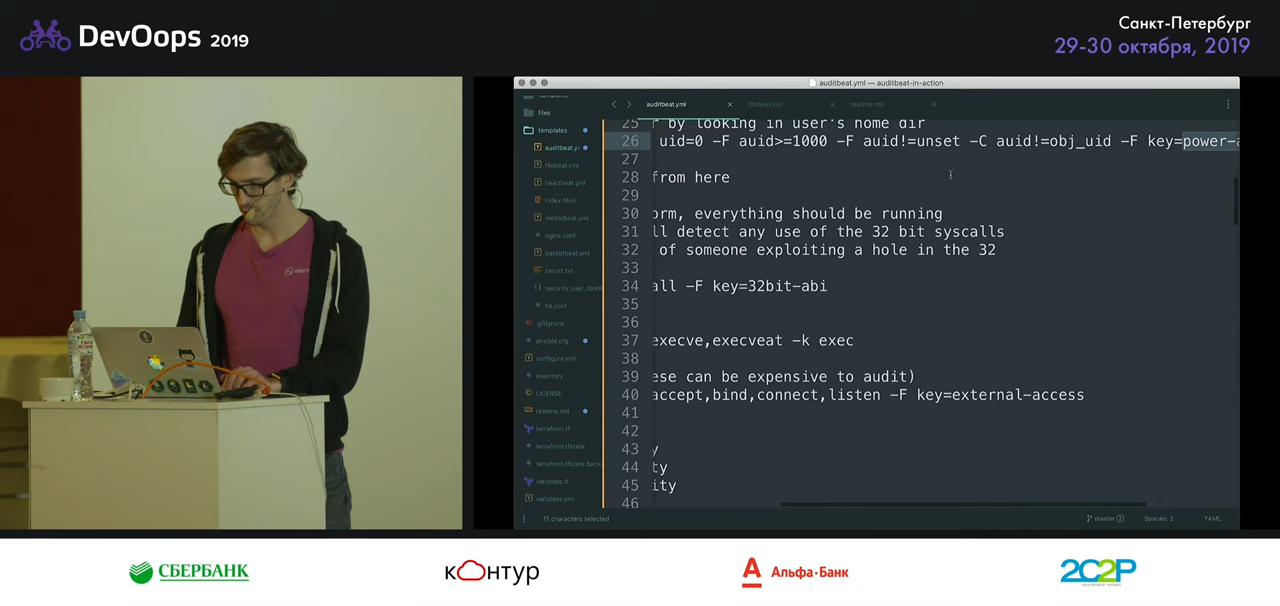 DevOops 2019
Санкт-Петербург
29-30 октября, 2019
auditbeat.yml — auditbeat-in-action
files
templates
auditbeat.y
filebeat.yml
heartbeat.yml
index.html
metricbeat.yml
nginx.conf
packetbeat.yml
secret.txt
security_user_dash
tls.conf
.gitignore
ansible.cfg
configure.yml
inventory
LICENSE
readme.md
terraform.tf
terraform.tfstate
terraform.tfstate.back
variables.tf
variables.yml
auditbeat.yml
filebeat.yml
readme.md
25 r by looking in user's home dir
26 uid=0 -F auid>=1000 -F auid!=unset -C auid!=obj_uid -F key=power-a
27
28 from here
29
30 orm, everything should be running
31 ll detect any use of the 32 bit syscalls
32 of someone exploiting a hole in the 32
33
34 all -F key=32bit-abi
35
36
37 execve,execveat -k exec
38
39 ese can be expensive to audit)
40 accept,bind,connect,listen -F key=external-access
41
42
43 y
44 ty
45 ity
46
11 characters selected
master
Spaces: 2
YAML
elastic
СБЕРБАНК
кОнтур
Альфа·Банк
2C2P